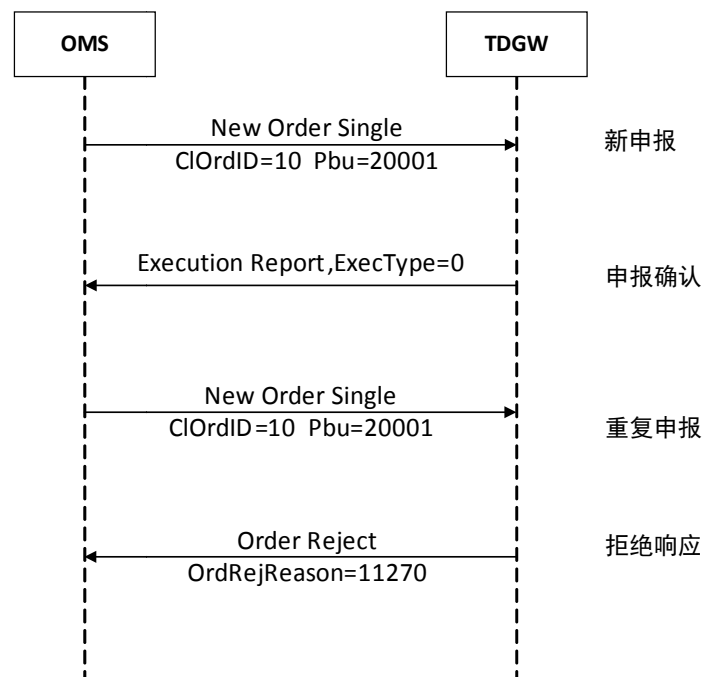 OMS
TDGW
New Order Single
ClOrdID=10 Pbu=20001
新申报
Execution Report,ExecType=0
申报确认
New Order Single
ClOrdID=10 Pbu=20001
重复申报
Order Reject
OrdRejReason=11270
拒绝响应